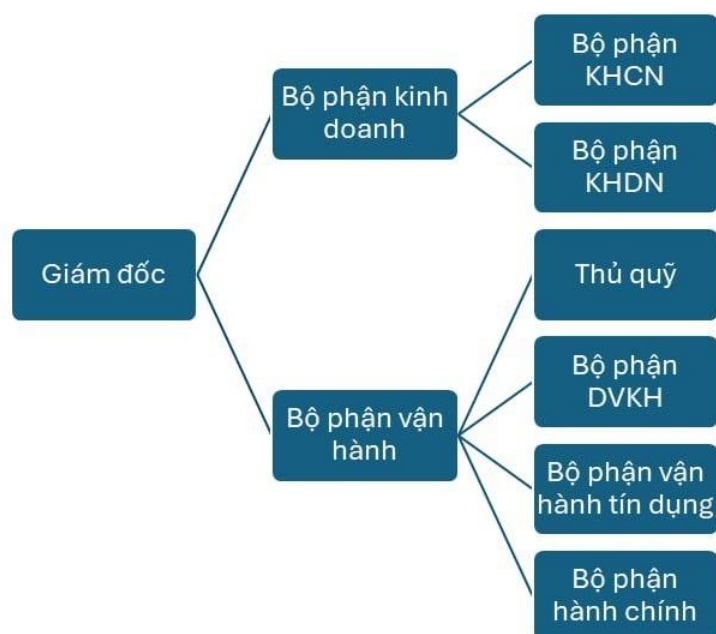 Giám đốc
Bộ phận kinh
doanh
Bộ phận
KHCN
Bộ phận
KHDN
Bộ phận vận
hành
Thủ quỹ
Bộ phận
DVKH
Bộ phận vận
hành tín dụng
Bộ phận
hành chính